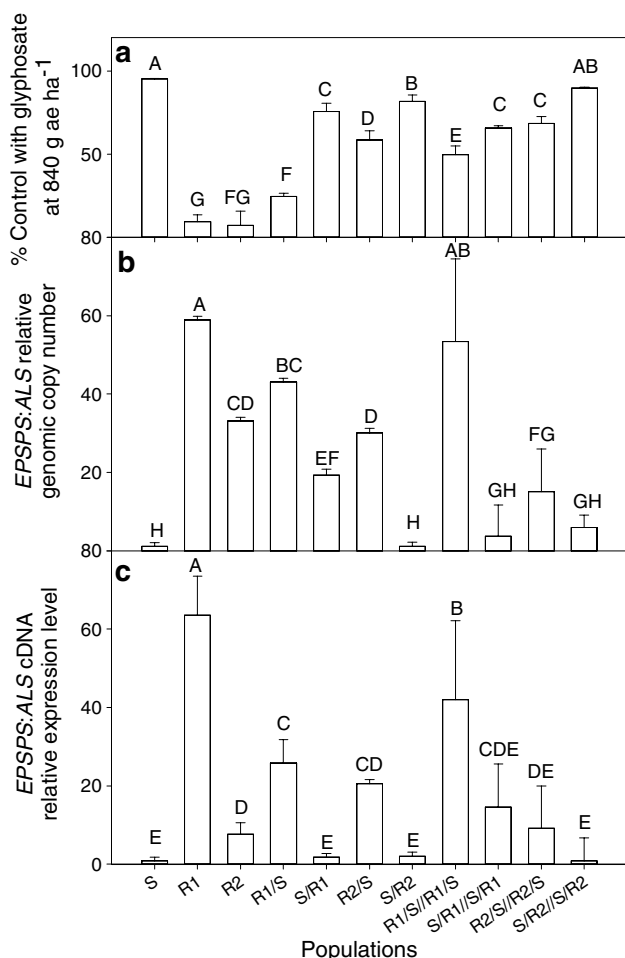 % Control with glyphosate
at 840 g ae ha-1
a
100
50
80
A
G
FG
F
C
D
B
E
C
C
AB
EPSPS:ALS relative
genomic copy number
b
60
40
20
80
H
A
CD
BC
EF
D
H
AB
GH
FG
GH
EPSPS:ALS cDNA
relative expression level
c
60
40
20
0
E
A
D
C
E
CD
E
B
CDE
DE
E
S
R1
R2
R1/S
S/R1
R2/S
S/R2
R1/S//R1/S
S/R1//S/R1
R2/S//R2/S
S/R2//S/R2
Populations